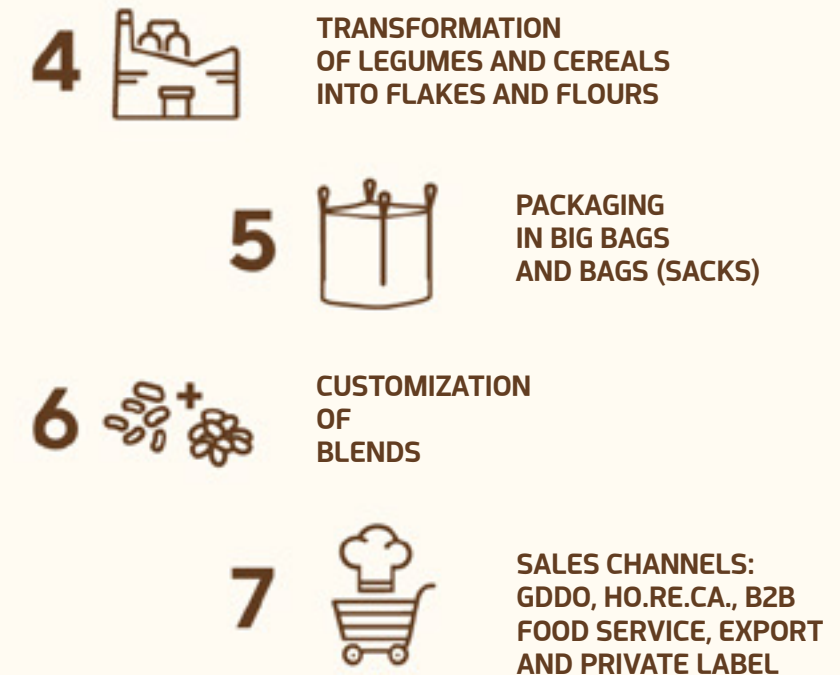 4
TRANSFORMATION
OF LEGUMES AND CEREALS
INTO FLAKES AND FLOURS
5
PACKAGING
IN BIG BAGS
AND BAGS (SACKS)
6
CUSTOMIZATION
OF
BLENDS
7
SALES CHANNELS:
GDDO, HO.RE.CA., B2B
FOOD SERVICE, EXPORT
AND PRIVATE LABEL